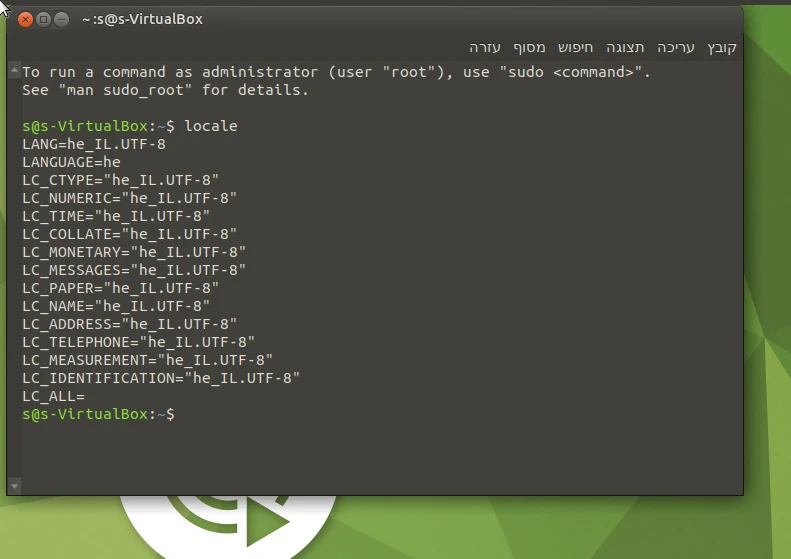 ~ :s@s-VirtualBox
קובץ עריכה תצוגה חיפוש מסוף עזרה
To run a command as administrator (user "root"), use "sudo <command>".
See "man sudo_root" for details.
s@s-VirtualBox:~$ locale
LANG=he_IL.UTF-8
LANGUAGE=he
LC_CTYPE="he_IL.UTF-8"
LC_NUMERIC="he_IL.UTF-8"
LC_TIME="he_IL.UTF-8"
LC_COLLATE="he_IL.UTF-8"
LC_MONETARY="he_IL.UTF-8"
LC_MESSAGES="he_IL.UTF-8"
LC_PAPER="he_IL.UTF-8"
LC_NAME="he_IL.UTF-8"
LC_ADDRESS="he_IL.UTF-8"
LC_TELEPHONE="he_IL.UTF-8"
LC_MEASUREMENT="he_IL.UTF-8"
LC_IDENTIFICATION="he_IL.UTF-8"
LC_ALL=
s@s-VirtualBox:~$